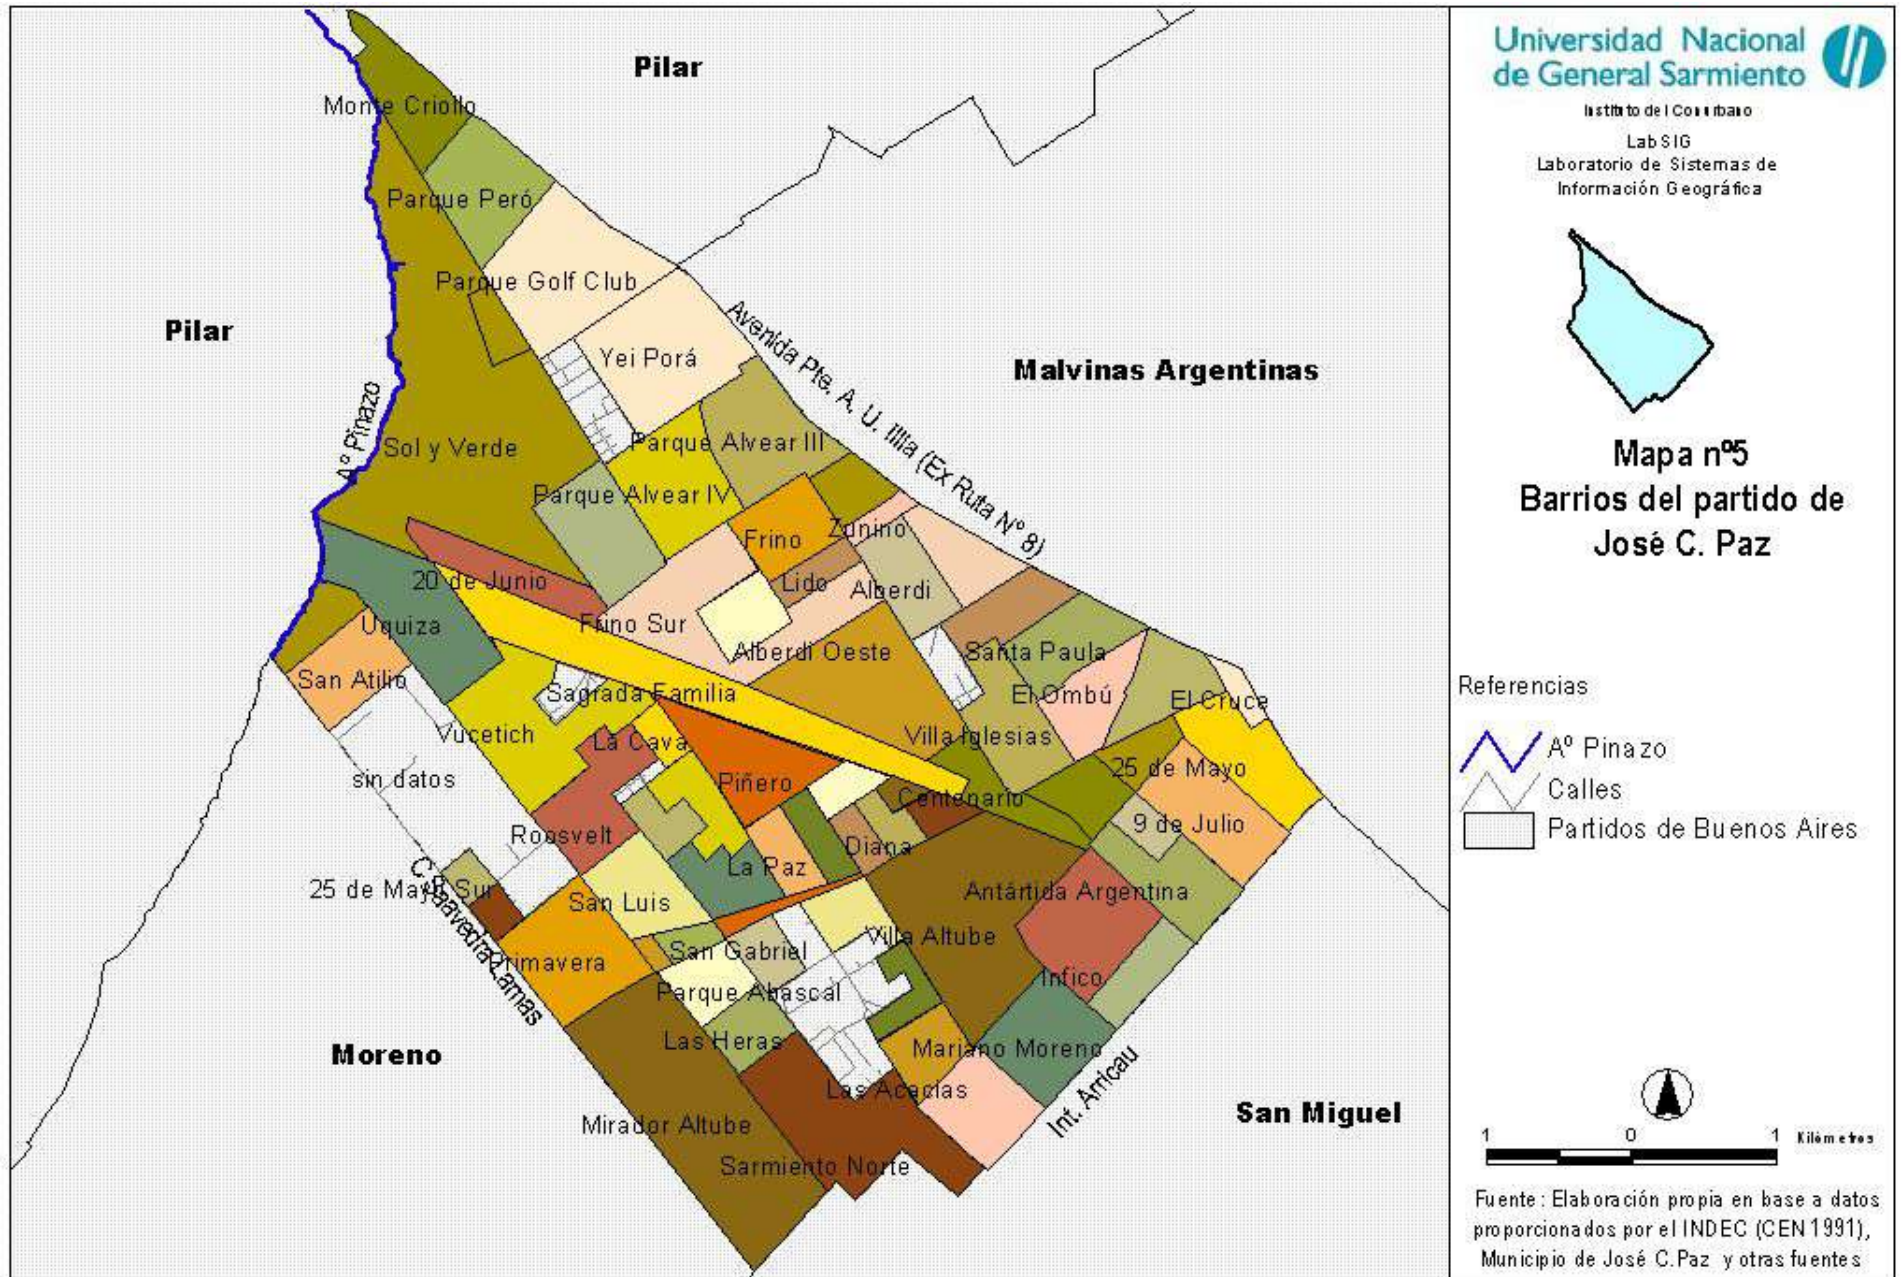 Pilar
Monte Criollo
Parque Peró
Parque Golf Club
Pilar
Yei Porá
Avenida Pte. A. U. Illia (Ex Ruta Nº 8)
Malvinas Argentinas
Aº Pinazo
Sol y Verde
Parque Alvear III
Parque Alvear IV
Frino
Zunino
20 de Junio
Lido
Alberdi
Uquiza
Frino Sur
Alberdi Oeste
Santa Paula
San Atilio
Sagrada Familia
El Ombú
El Cruce
Vucetich
La Cava
Villa Iglesias
sin datos
Piñero
25 de Mayo
Centenario
Roosvelt
9 de Julio
Diana
La Paz
25 de Mayo Sur
Antártida Argentina
San Luis
C. Saavedra Lamas
Villa Altube
San Gabriel
Primavera
Infico
Parque Abascal
Las Heras
Mariano Moreno
Moreno
Las Acacias
Int. Arricau
San Miguel
Mirador Altube
Sarmiento Norte
Universidad Nacional
de General Sarmiento
Instituto del Conurbano
LabSIG
Laboratorio de Sistemas de
Información Geográfica
Mapa nº5
Barrios del partido de
José C. Paz
Referencias
Aº Pinazo
Calles
Partidos de Buenos Aires
1 0 1 Kilómetros
Fuente: Elaboración propia en base a datos
proporcionados por el INDEC (CEN 1991),
Municipio de José C.Paz y otras fuentes